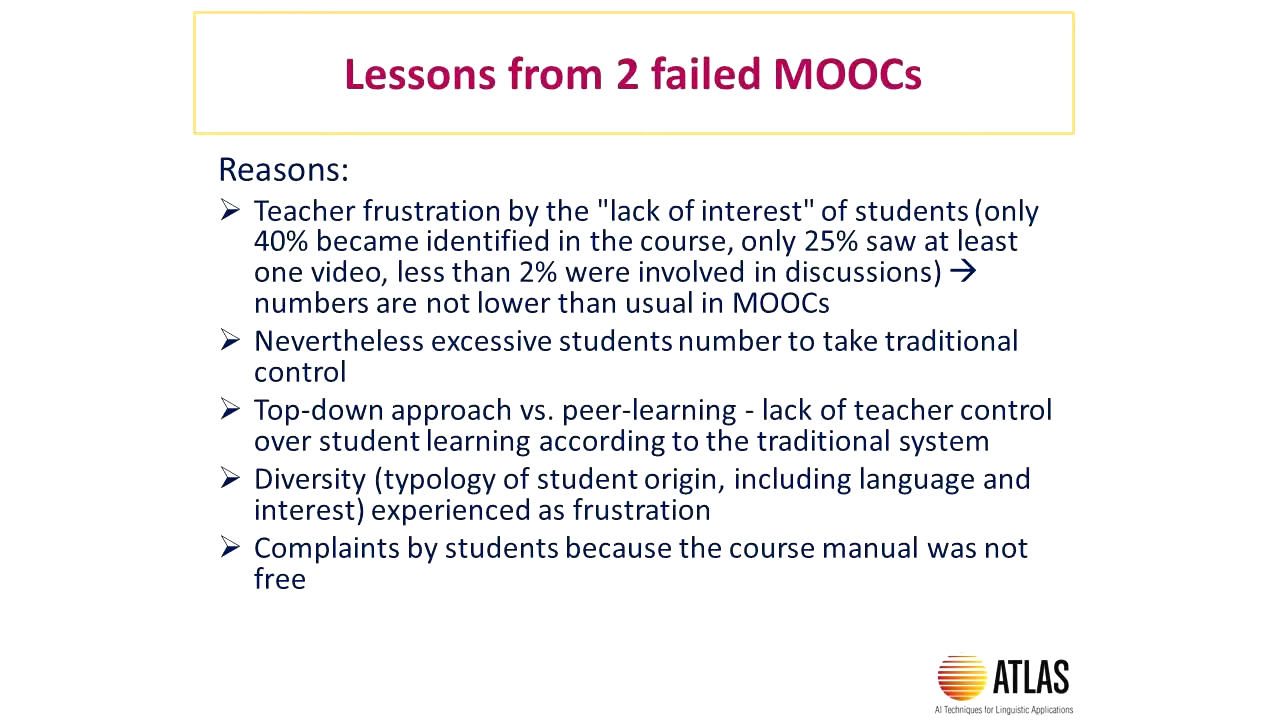 Lessons from 2 failed MOOCs
Reasons:
➢ Teacher frustration by the "lack of interest" of students (only
40% became identified in the course, only 25% saw at least
one video, less than 2% were involved in discussions) →
numbers are not lower than usual in MOOCs
➢ Nevertheless excessive students number to take traditional
control
➢ Top-down approach vs. peer-learning - lack of teacher control
over student learning according to the traditional system
➢ Diversity (typology of student origin, including language and
interest) experienced as frustration
➢ Complaints by students because the course manual was not
free
ATLAS
AI Techniques for Linguistic Applications